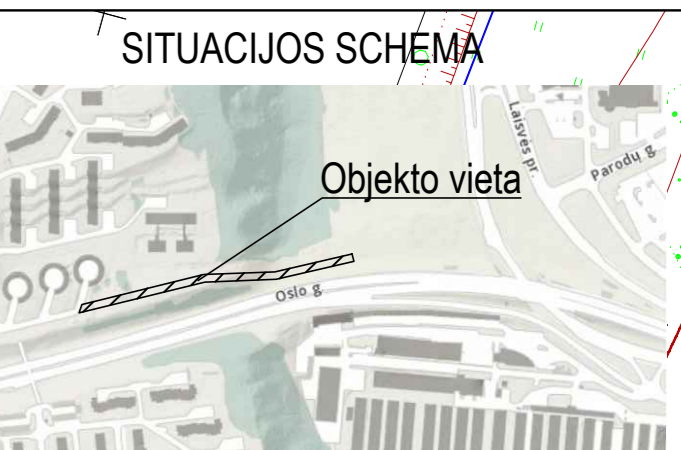 SITUACIJOS SCHEMA
Laisvės pr.
Parodų g.
Objekto vieta
Oslo g.